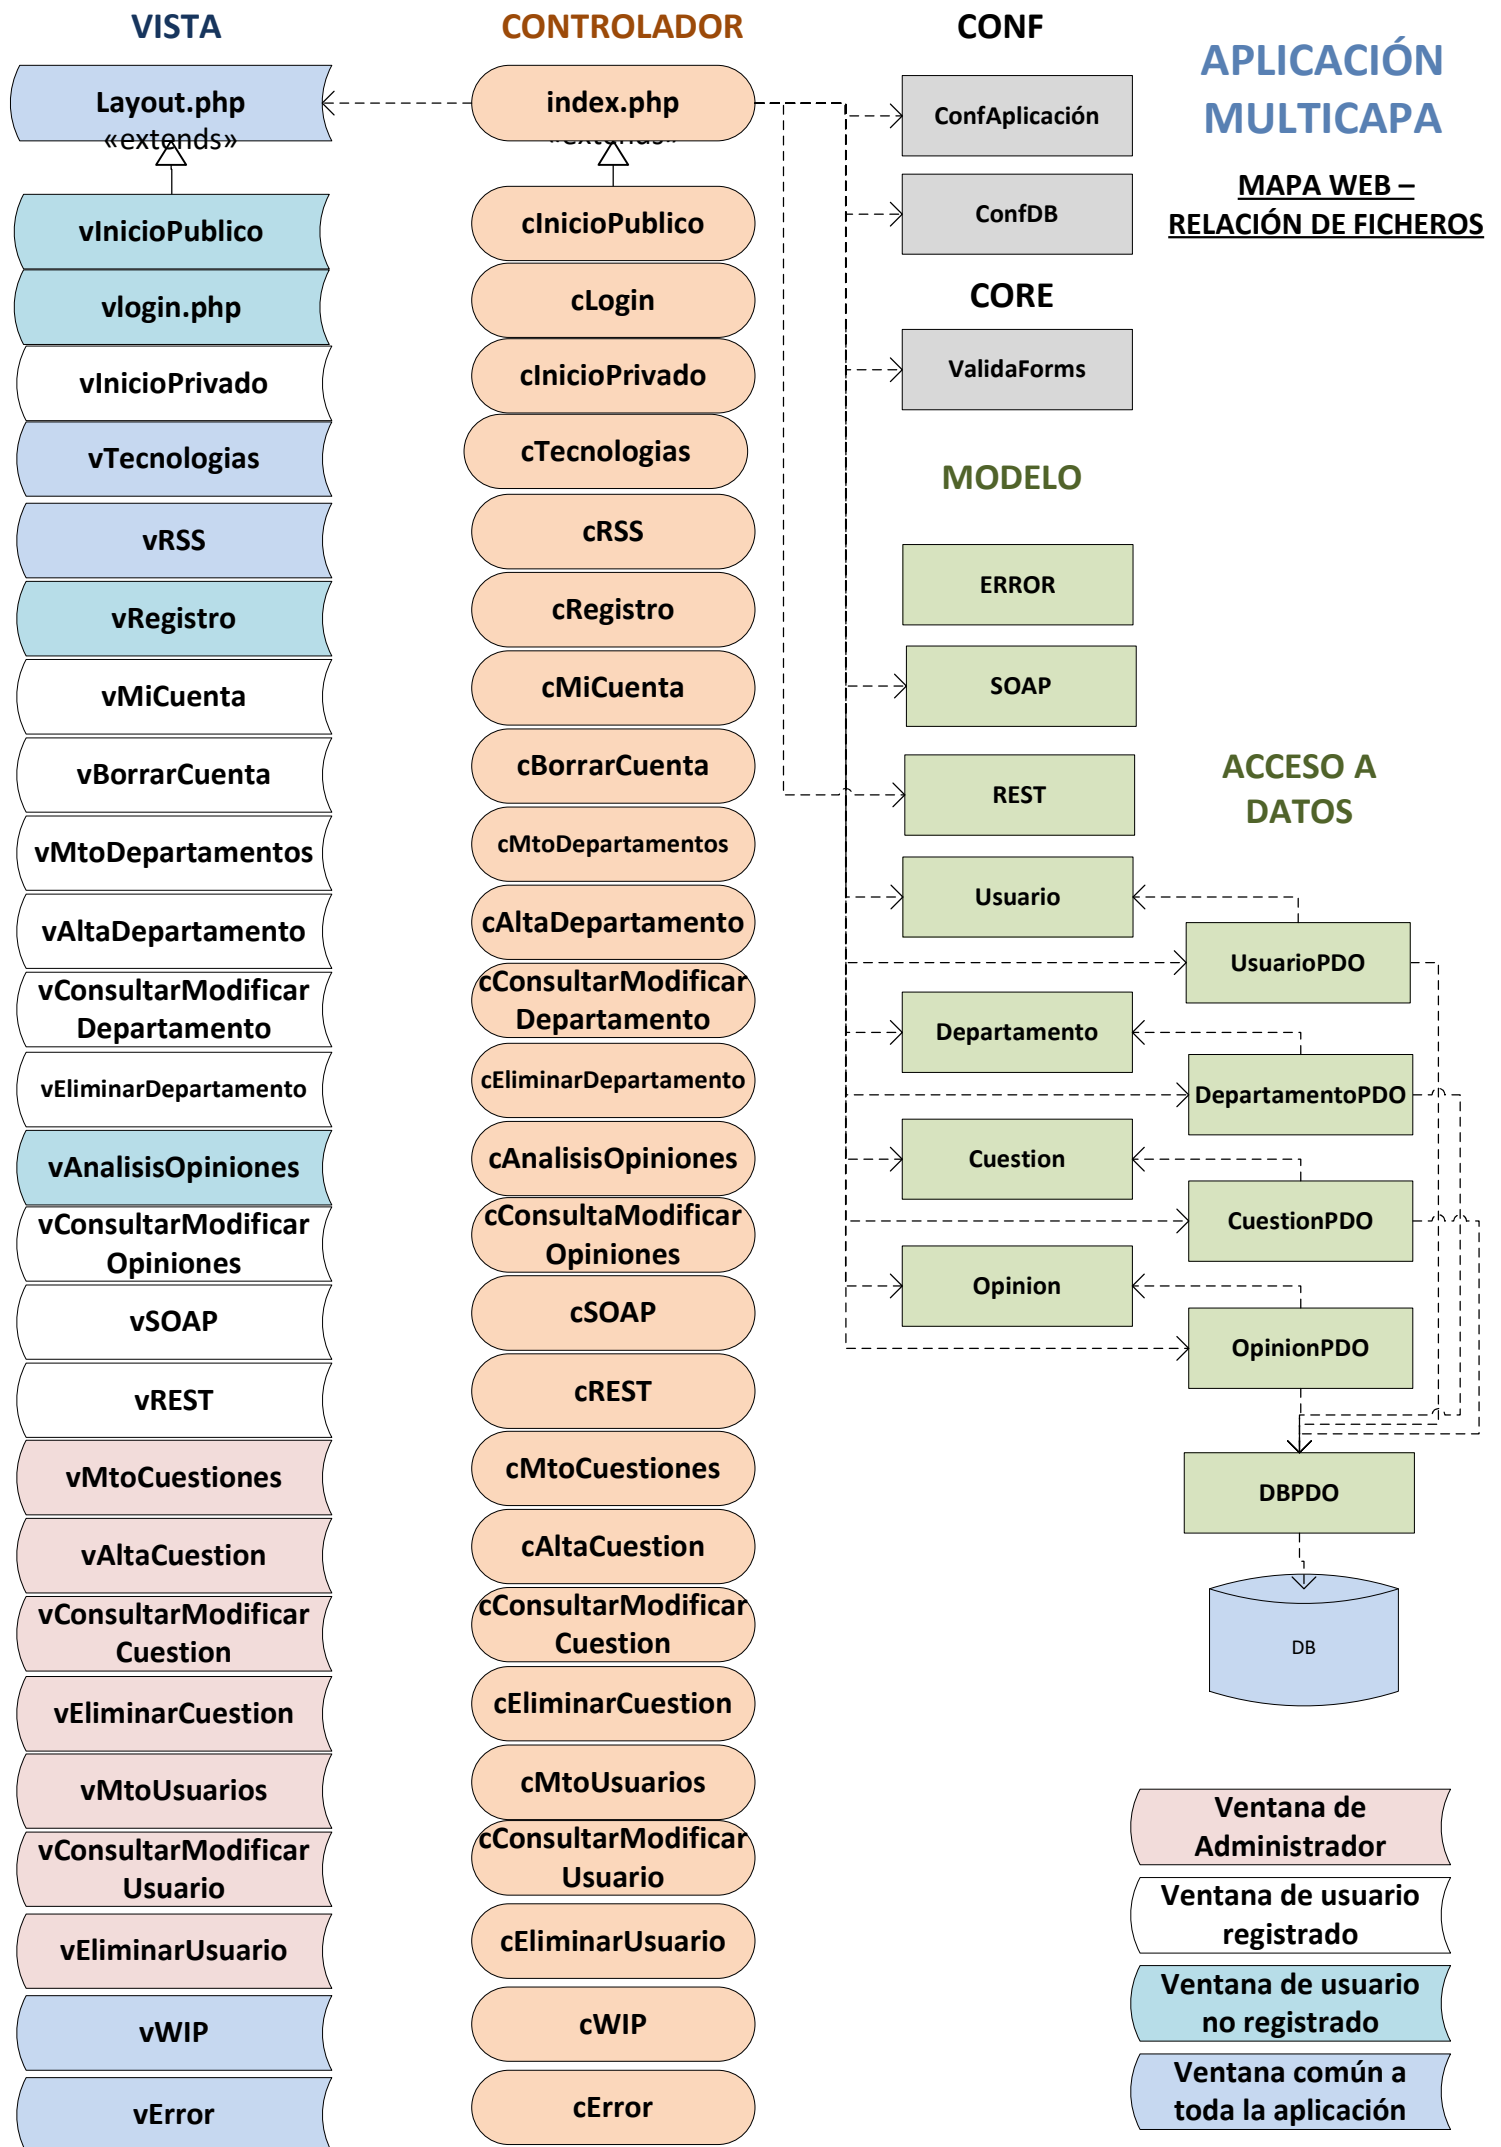 VISTA
Layout.php
«extends»
vInicioPublico
vlogin.php
vInicioPrivado
vTecnologias
vRSS
vRegistro
vMiCuenta
vBorrarCuenta
vMtoDepartamentos
vAltaDepartamento
vConsultarModificar
Departamento
vEliminarDepartamento
vAnalisisOpiniones
vConsultarModificar
Opiniones
vSOAP
vREST
vMtoCuestiones
vAltaCuestion
vConsultarModificar
Cuestion
vEliminarCuestion
vMtoUsuarios
vConsultarModificar
Usuario
vEliminarUsuario
vWIP
vError
CONTROLADOR
index.php
«extends»
cInicioPublico
cLogin
cInicioPrivado
cTecnologias
cRSS
cRegistro
cMiCuenta
cBorrarCuenta
cMtoDepartamentos
cAltaDepartamento
cConsultarModificar
Departamento
cEliminarDepartamento
cAnalisisOpiniones
cConsultaModificar
Opiniones
cSOAP
cREST
cMtoCuestiones
cAltaCuestion
cConsultarModificar
Cuestion
cEliminarCuestion
cMtoUsuarios
cConsultarModificar
Usuario
cEliminarUsuario
cWIP
cError
CONF
ConfAplicación
ConfDB
CORE
ValidaForms
MODELO
ERROR
SOAP
REST
Usuario
Departamento
Cuestion
Opinion
APLICACIÓN
MULTICAPA
MAPA WEB –
RELACIÓN DE FICHEROS
ACCESO A
DATOS
UsuarioPDO
DepartamentoPDO
CuestionPDO
OpinionPDO
DBPDO
DB
Ventana de
Administrador
Ventana de usuario
registrado
Ventana de usuario
no registrado
Ventana común a
toda la aplicación